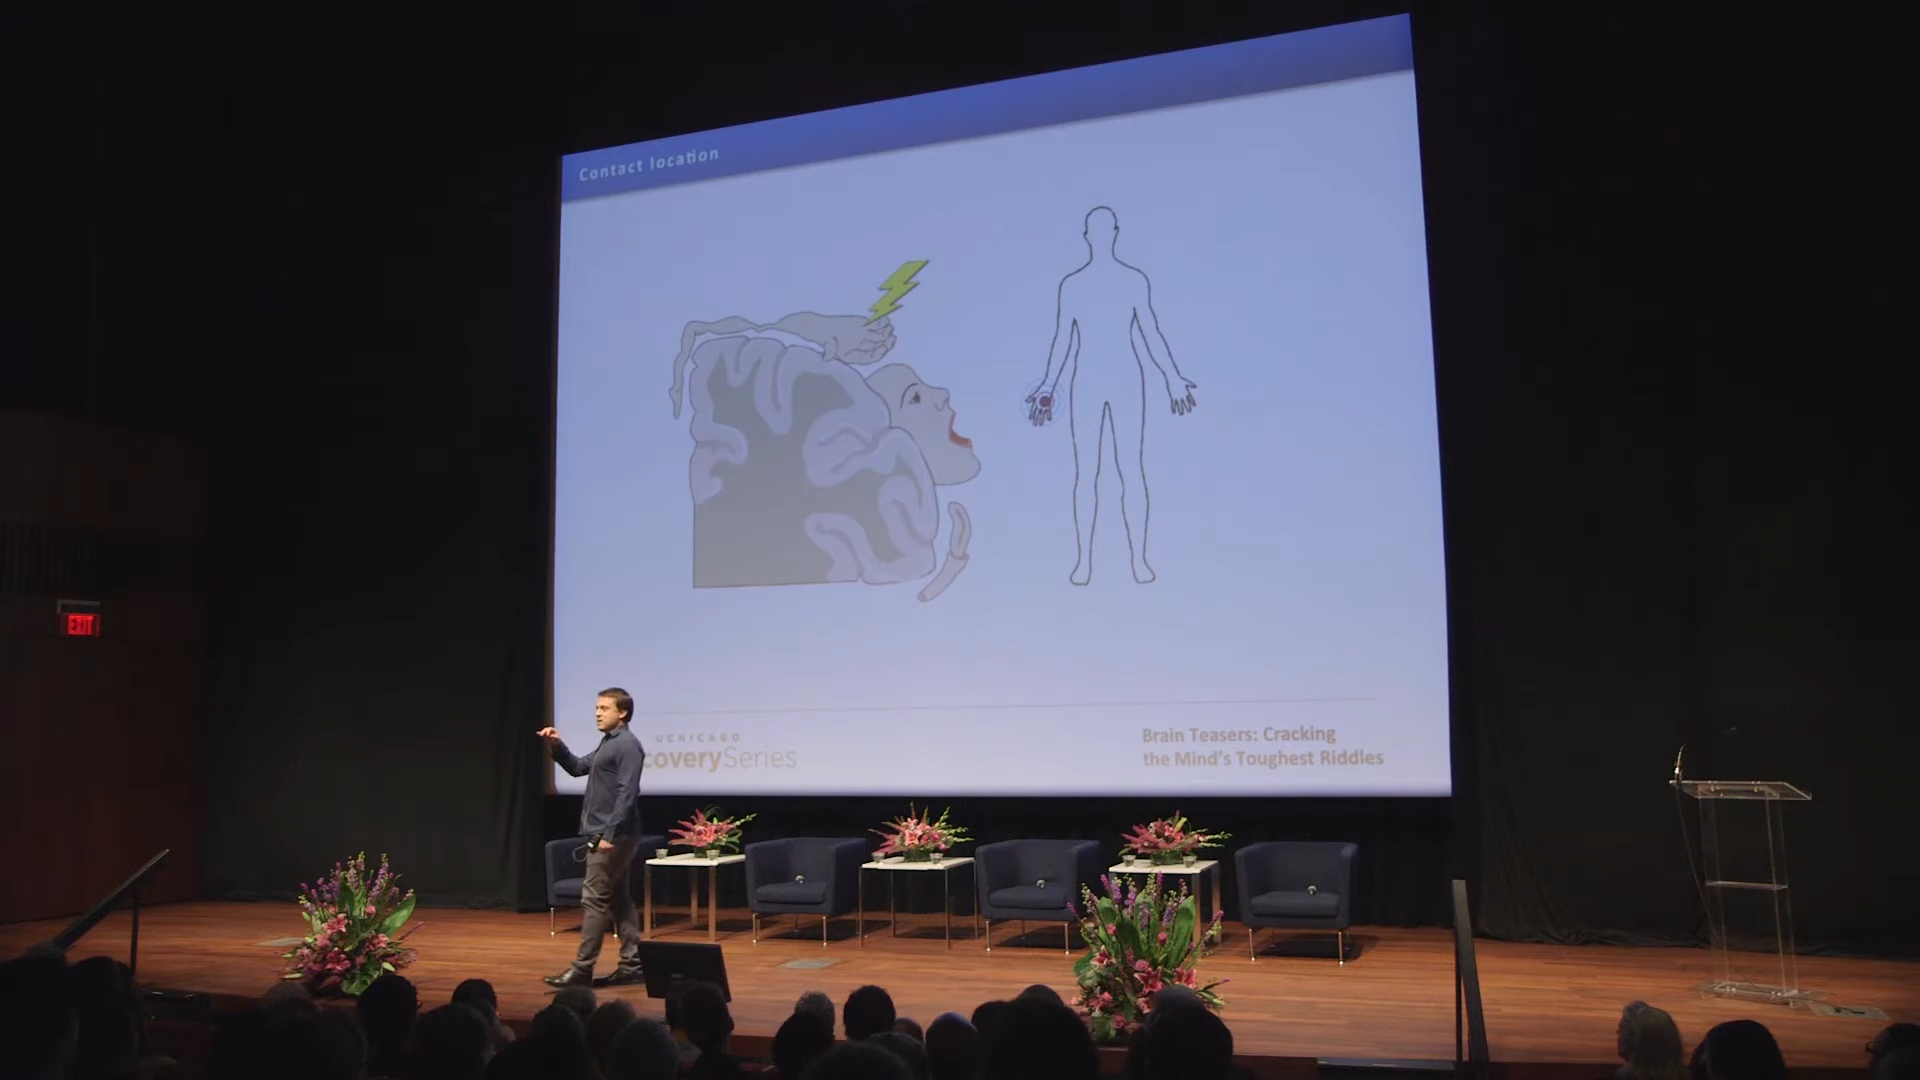 Contact location
EXIT
UCHICAGO
coverySeries
Brain Teasers: Cracking
the Mind's Toughest Riddles